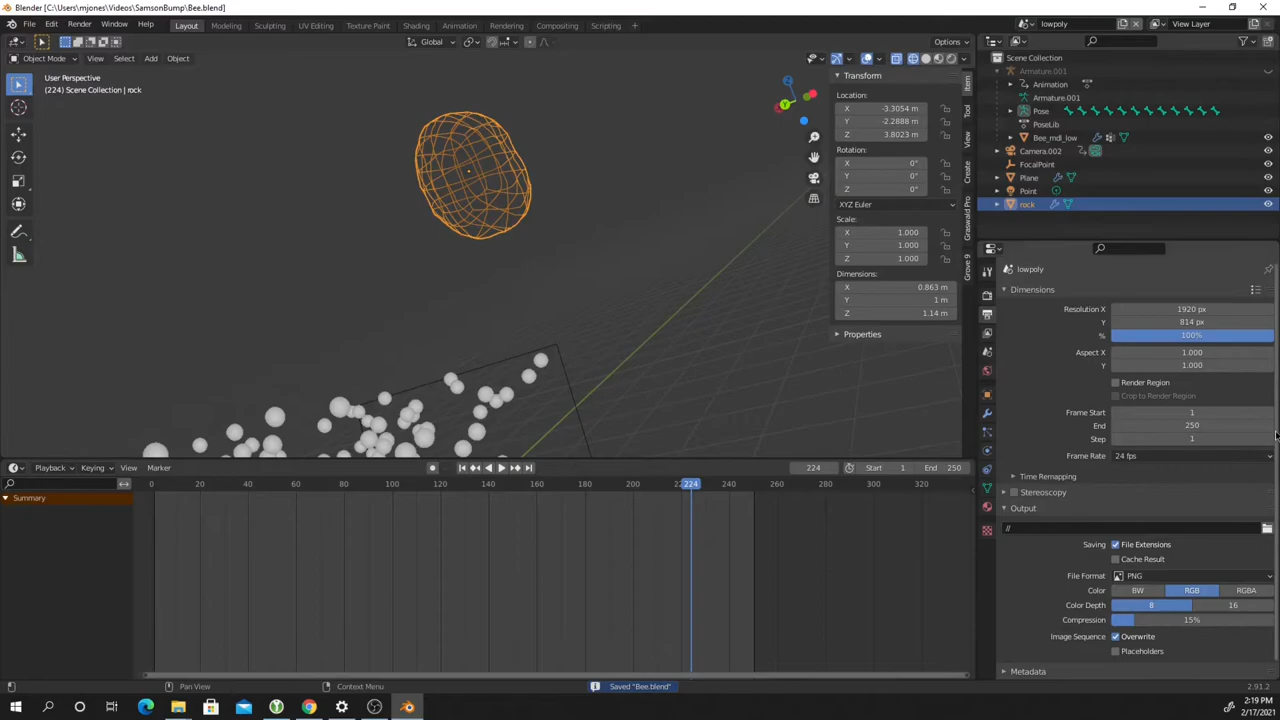 Blender [C:\Users\mjones\Videos\SamsonBump\Bee.blend]
File Edit Render Window Help Layout Modeling Sculpting UV Editing Texture Paint Shading Animation Rendering Compositing Scripting + lowpoly View Layer
Global Options
Object Mode View Select Add Object
User Perspective
(224) Scene Collection | rock
Transform
Location:
X -3.3054 m
Y -2.2888 m
Z 3.8023 m
Rotation:
X 0°
Y 0°
Z 0°
XYZ Euler
Scale:
X 1.000
Y 1.000
Z 1.000
Dimensions:
X 0.863 m
Y 1 m
Z 1.14 m
Properties
Item
Tool
View
Create
Graswald Pro
Grove 9
Scene Collection
Armature.001
Animation
Armature.001
Pose
PoseLib
Bee_mdl_low
Camera.002
FocalPoint
Plane
Point
rock
lowpoly
Dimensions
Resolution X 1920 px
Y 814 px
% 100%
Aspect X 1.000
Y 1.000
Render Region
Crop to Render Region
Frame Start 1
End 250
Step 1
Frame Rate 24 fps
Time Remapping
Stereoscopy
Output
//
Saving File Extensions
Cache Result
File Format PNG
Color BW RGB RGBA
Color Depth 8 16
Compression 15%
Image Sequence Overwrite
Placeholders
Metadata
Playback Keying View Marker 224 Start 1 End 250
0 20 40 60 80 100 120 140 160 180 200 224 240 260 280 300 320
Summary
Pan View Context Menu Saved "Bee.blend" 2.91.2
2:19 PM
2/17/2021